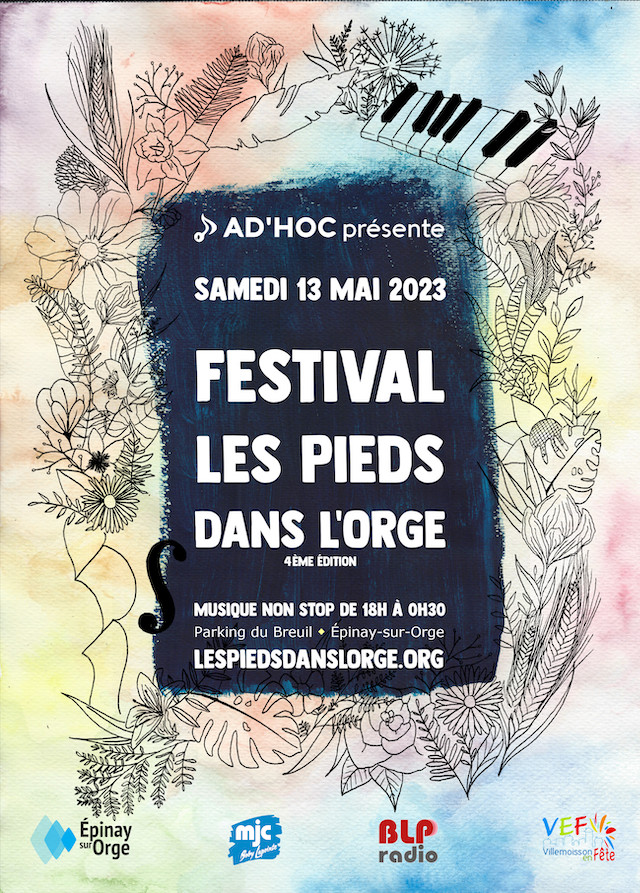 AD'HOC présente
SAMEDI 13 MAI 2023
FESTIVAL
LES PIEDS
DANS L'ORGE
4ÈME ÉDITION
MUSIQUE NON STOP DE 18H À 0H30
Parking du Breuil • Épinay-sur-Orge
LESPIEDSDANSLORGE.ORG
Épinay
sur Orge
mjc
Boby Lapointe
BLP
radio
VEF
Villemoisson
en Fête